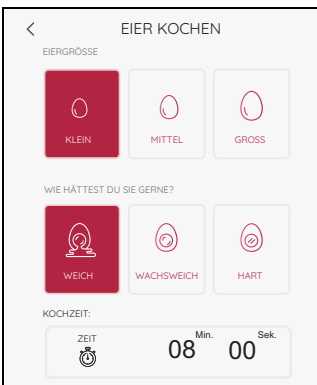 EIER KOCHEN
EIERGRÖSSE
KLEIN MITTEL GROSS
WIE HÄTTEST DU SIE GERNE?
WEICH WACHSWEICH HART
KOCHZEIT:
ZEIT 08 Min. 00 Sek.